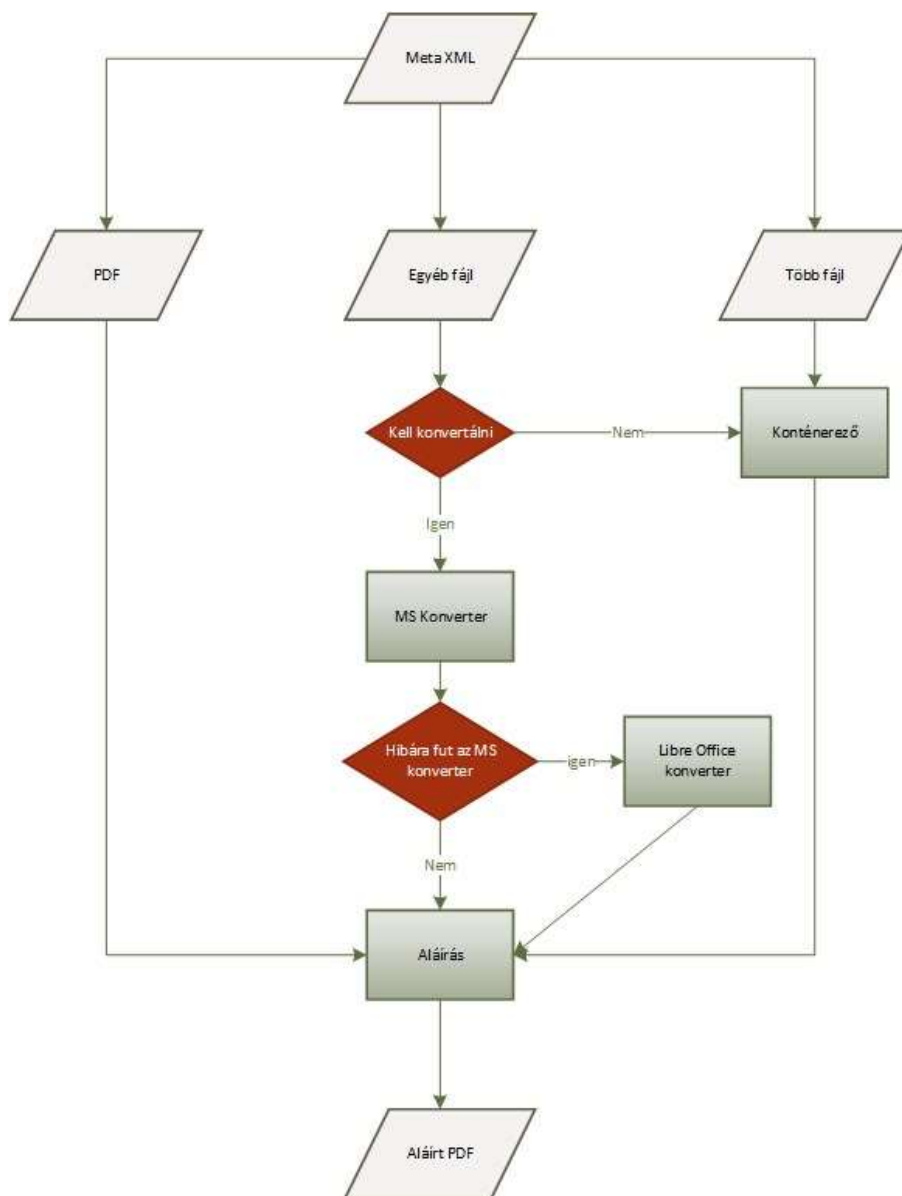 Meta XML
PDF
Egyéb fájl
Több fájl
Kell konvertálni
Nem
Konténerező
Igen
MS Konverter
Hibára fut az MS
konverter
igen
Libre Office
konverter
Nem
Aláírás
Aláírt PDF